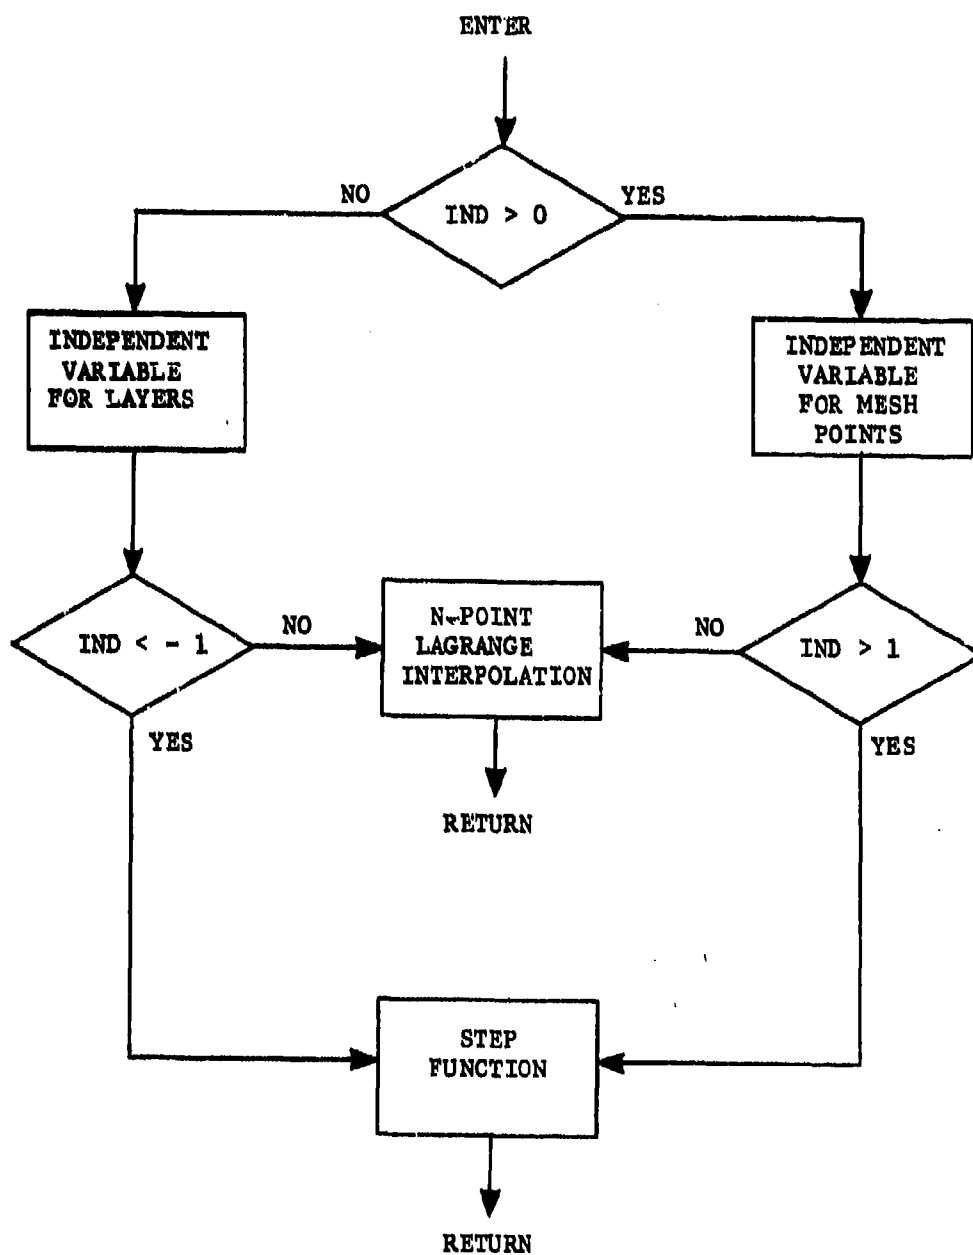 ENTER
NO
IND > 0
YES
INDEPENDENT
VARIABLE
FOR LAYERS
INDEPENDENT
VARIABLE
FOR MESH
POINTS
IND < - 1
NO
N-POINT
LAGRANGE
INTERPOLATION
NO
IND > 1
YES
YES
RETURN
STEP
FUNCTION
RETURN